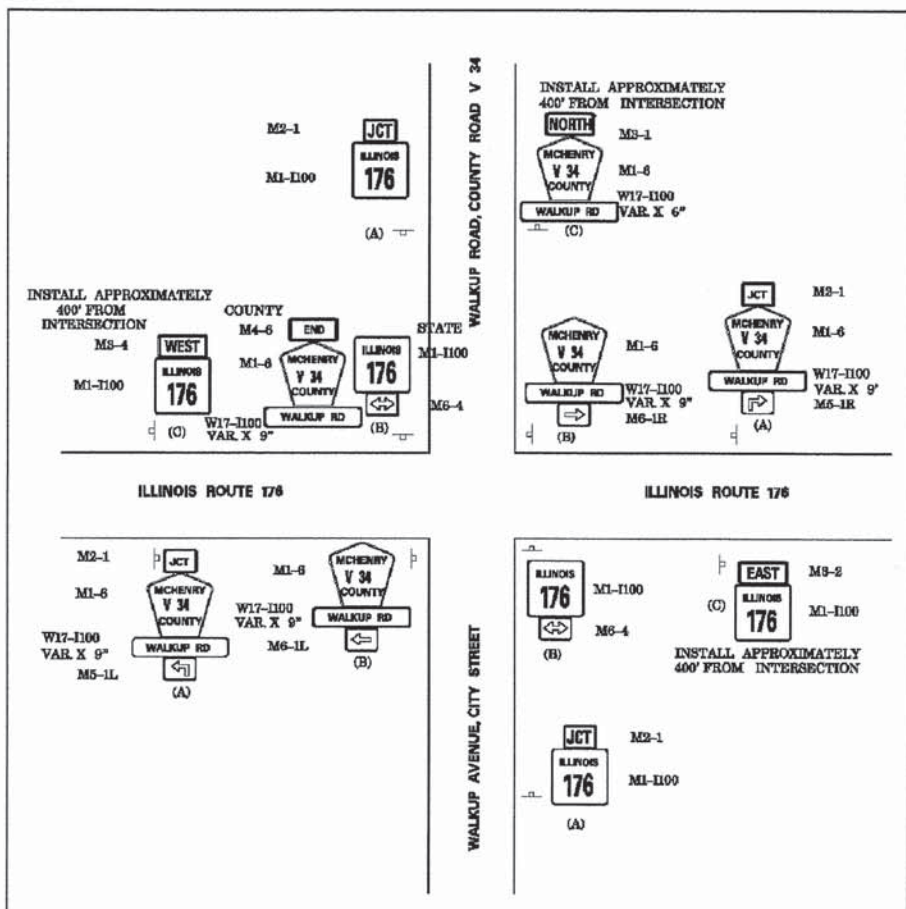 WALKUP ROAD, COUNTY ROAD V 34
M2-1
JCT
M1-I100
ILLINOIS
176
(A)
INSTALL APPROXIMATELY
400' FROM INTERSECTION
NORTH
M3-1
MCHENRY
V 34
COUNTY
M1-6
W17-I100
VAR. X 6"
WALKUP RD
(C)
INSTALL APPROXIMATELY
400' FROM
INTERSECTION
M3-4
WEST
M1-I100
ILLINOIS
176
(C)
COUNTY
M4-6
END
M1-6
MCHENRY
V 34
COUNTY
W17-I100
VAR. X 9"
WALKUP RD
STATE
ILLINOIS
176
M1-I100
M6-4
(B)
MCHENRY
V 34
COUNTY
M1-6
WALKUP RD
W17-I100
VAR. X 9"
M6-1R
(B)
JCT
M2-1
MCHENRY
V 34
COUNTY
M1-6
WALKUP RD
W17-I100
VAR. X 9'
M5-1R
(A)
ILLINOIS ROUTE 176
ILLINOIS ROUTE 176
M2-1
JCT
M1-6
MCHENRY
V 34
COUNTY
W17-I100
VAR. X 9"
WALKUP RD
M5-1L
(A)
M1-6
MCHENRY
V 34
COUNTY
W17-I100
VAR. X 9"
WALKUP RD
M6-1L
(B)
WALKUP AVENUE, CITY STREET
ILLINOIS
176
M1-I100
M6-4
(B)
EAST
M3-2
(C)
ILLINOIS
176
M1-I100
INSTALL APPROXIMATELY
400' FROM INTERSECTION
JCT
M2-1
ILLINOIS
176
M1-I100
(A)